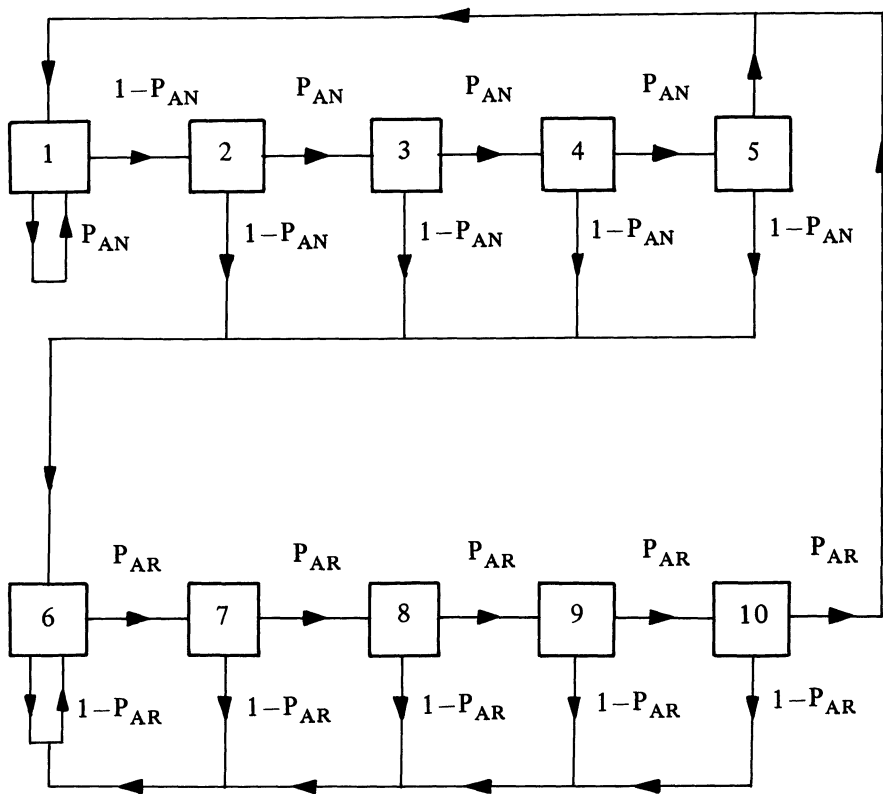 1−P_AN P_AN P_AN P_AN
1 2 3 4 5
P_AN 1−P_AN 1−P_AN 1−P_AN 1−P_AN
P_AR P_AR P_AR P_AR P_AR
6 7 8 9 10
1−P_AR 1−P_AR 1−P_AR 1−P_AR 1−P_AR